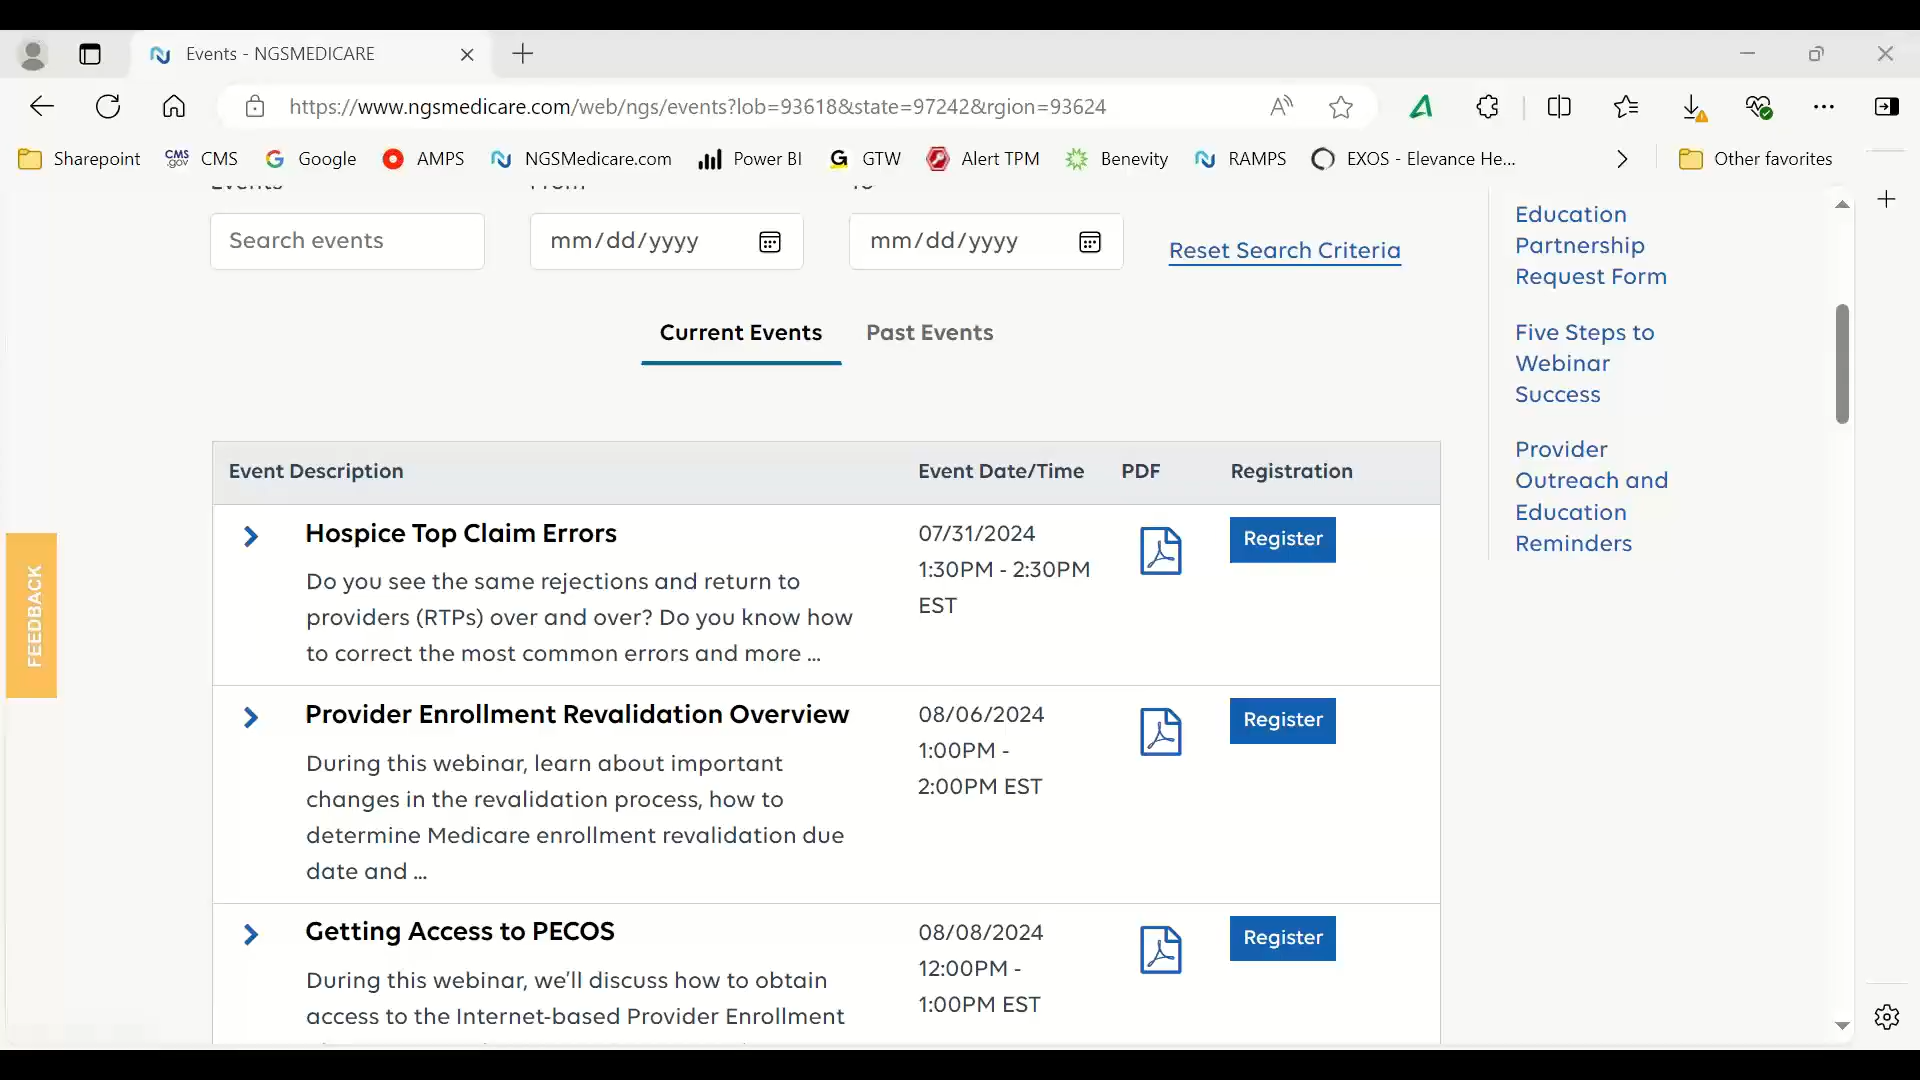 Events - NGSMEDICARE
https://www.ngsmedicare.com/web/ngs/events?lob=93618&state=97242&rgion=93624
Sharepoint
CMS.gov CMS
Google
AMPS
NGSMedicare.com
Power BI
G GTW
Alert TPM
Benevity
RAMPS
EXOS - Elevance He...
Other favorites
Events
From
To
Search events
mm/dd/yyyy
mm/dd/yyyy
Reset Search Criteria
Current Events
Past Events
Event Description
Event Date/Time
PDF
Registration
Hospice Top Claim Errors
Do you see the same rejections and return to
providers (RTPs) over and over? Do you know how
to correct the most common errors and more ...
07/31/2024
1:30PM - 2:30PM
EST
Register
Provider Enrollment Revalidation Overview
During this webinar, learn about important
changes in the revalidation process, how to
determine Medicare enrollment revalidation due
date and ...
08/06/2024
1:00PM -
2:00PM EST
Register
Getting Access to PECOS
During this webinar, we'll discuss how to obtain
access to the Internet-based Provider Enrollment
08/08/2024
12:00PM -
1:00PM EST
Register
Education
Partnership
Request Form
Five Steps to
Webinar
Success
Provider
Outreach and
Education
Reminders
FEEDBACK